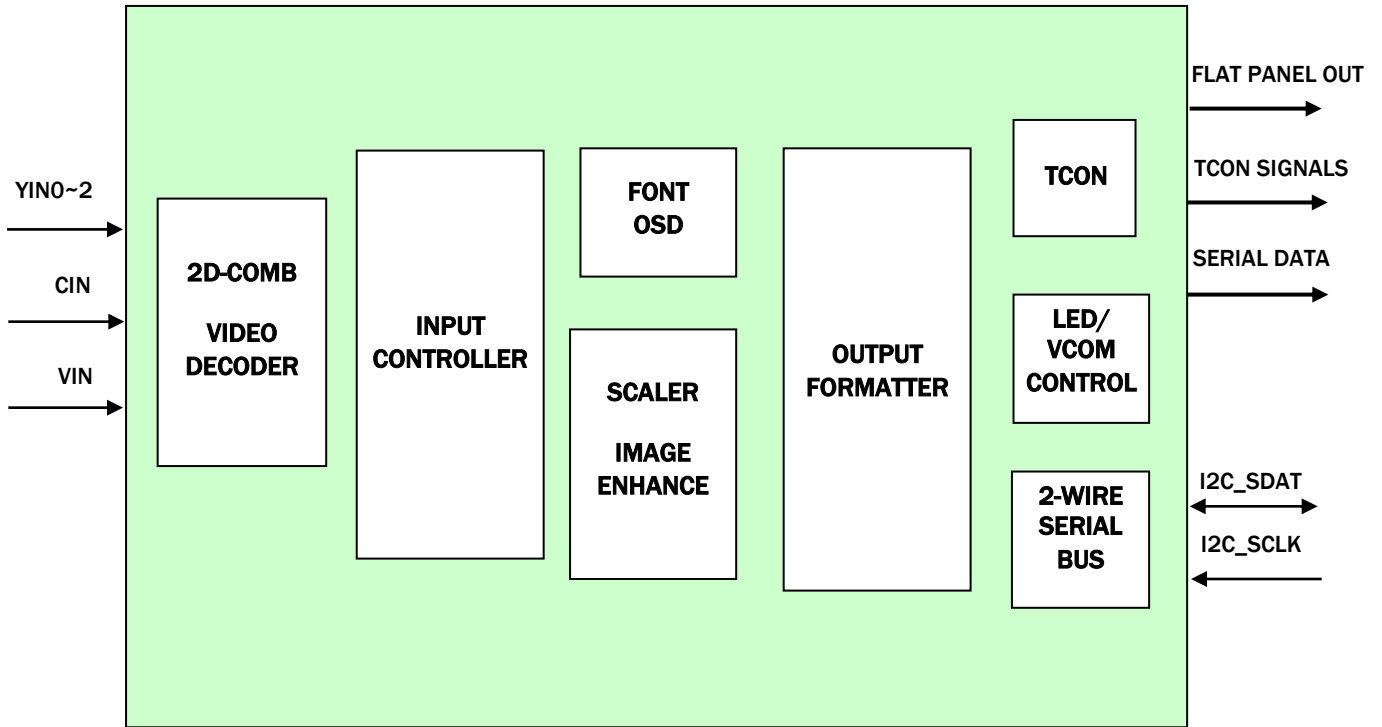 YIN0~2
CIN
VIN
2D-COMB
VIDEO
DECODER
INPUT
CONTROLLER
FONT
OSD
SCALER
IMAGE
ENHANCE
OUTPUT
FORMATTER
TCON
LED/
VCOM
CONTROL
2-WIRE
SERIAL
BUS
FLAT PANEL OUT
TCON SIGNALS
SERIAL DATA
I2C_SDAT
I2C_SCLK